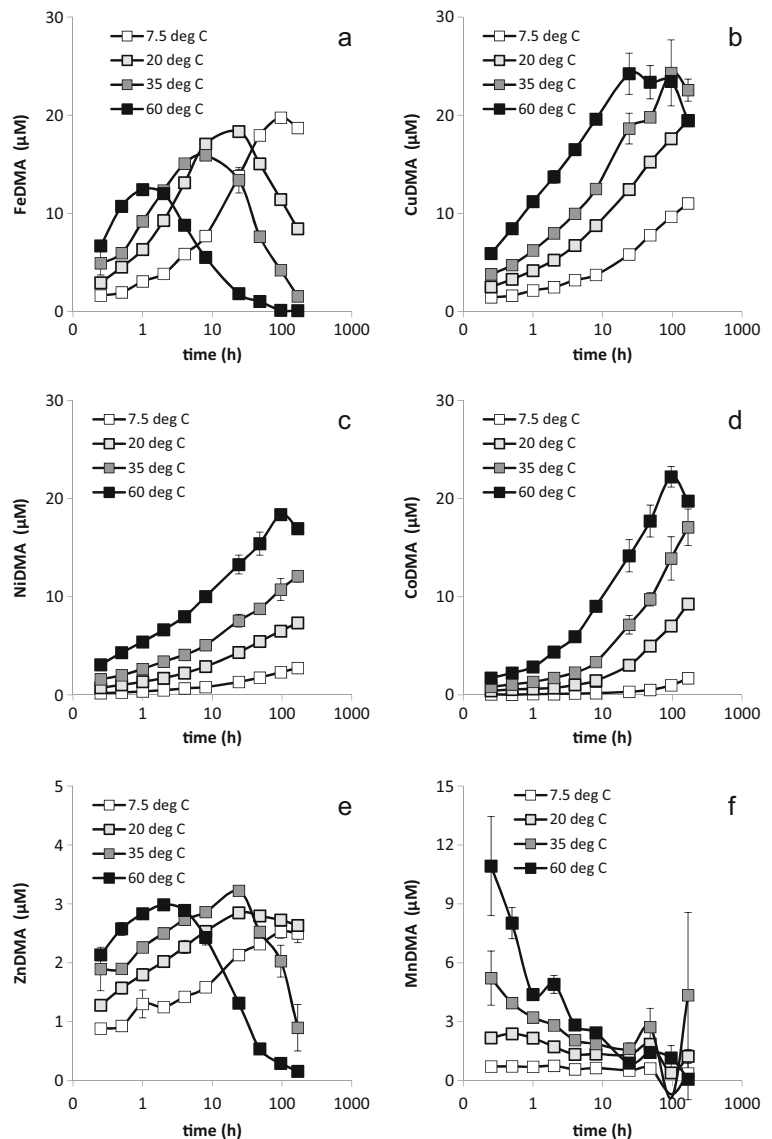 a
7.5 deg C
20 deg C
35 deg C
60 deg C
30
20
10
0
FeDMA (µM)
0 1 10 100 1000
time (h)
b
7.5 deg C
20 deg C
35 deg C
60 deg C
30
20
10
0
CuDMA (µM)
0 1 10 100 1000
time (h)
c
7.5 deg C
20 deg C
35 deg C
60 deg C
30
20
10
0
NiDMA (µM)
0 1 10 100 1000
time (h)
d
7.5 deg C
20 deg C
35 deg C
60 deg C
30
20
10
0
CoDMA (µM)
0 1 10 100 1000
time (h)
e
7.5 deg C
20 deg C
35 deg C
60 deg C
5
4
3
2
1
0
ZnDMA (µM)
0 1 10 100 1000
time (h)
f
7.5 deg C
20 deg C
35 deg C
60 deg C
15
12
9
6
3
0
MnDMA (µM)
0 1 10 100 1000
time (h)